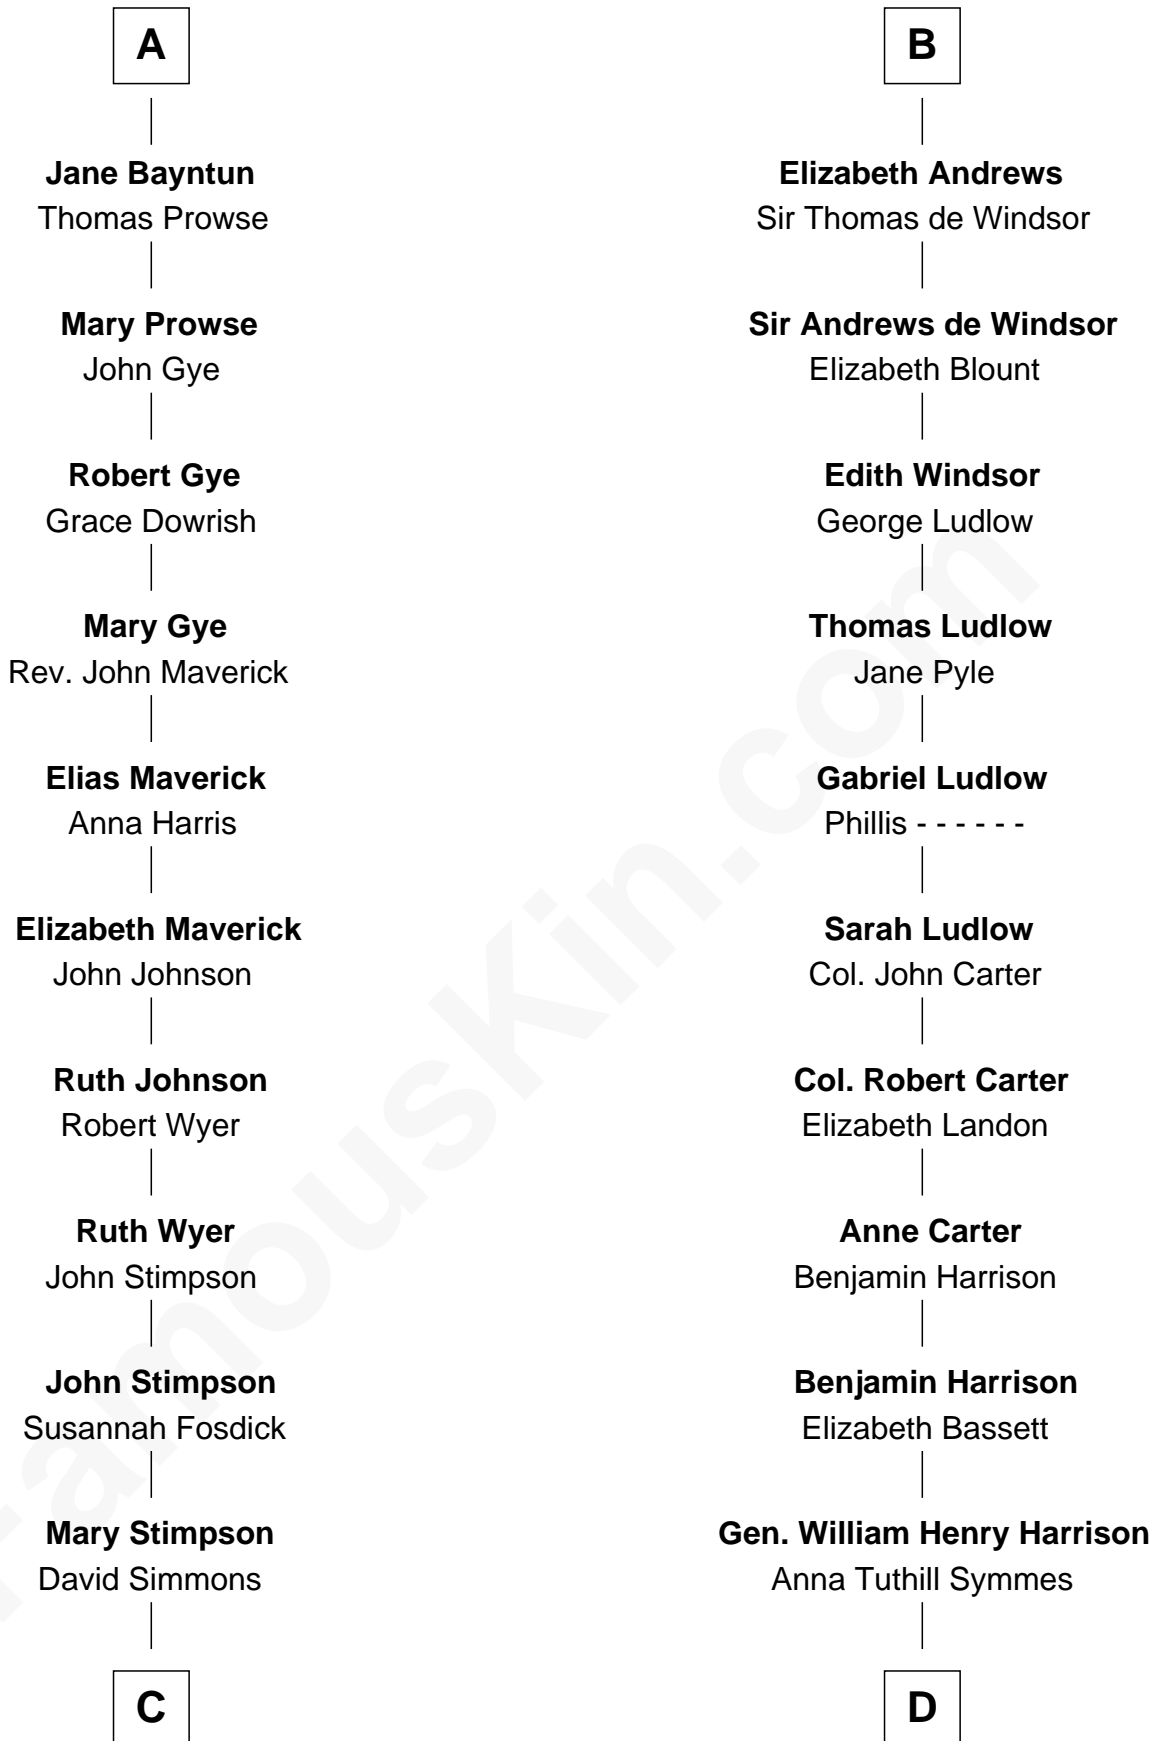 A
Jane Bayntun
Thomas Prowse
Mary Prowse
John Gye
Robert Gye
Grace Dowrish
Mary Gye
Rev. John Maverick
Elias Maverick
Anna Harris
Elizabeth Maverick
John Johnson
Ruth Johnson
Robert Wyer
Ruth Wyer
John Stimpson
John Stimpson
Susannah Fosdick
Mary Stimpson
David Simmons
C
B
Elizabeth Andrews
Sir Thomas de Windsor
Sir Andrews de Windsor
Elizabeth Blount
Edith Windsor
George Ludlow
Thomas Ludlow
Jane Pyle
Gabriel Ludlow
Phillis - - - - - -
Sarah Ludlow
Col. John Carter
Col. Robert Carter
Elizabeth Landon
Anne Carter
Benjamin Harrison
Benjamin Harrison
Elizabeth Bassett
Gen. William Henry Harrison
Anna Tuthill Symmes
D
FamousKin.com